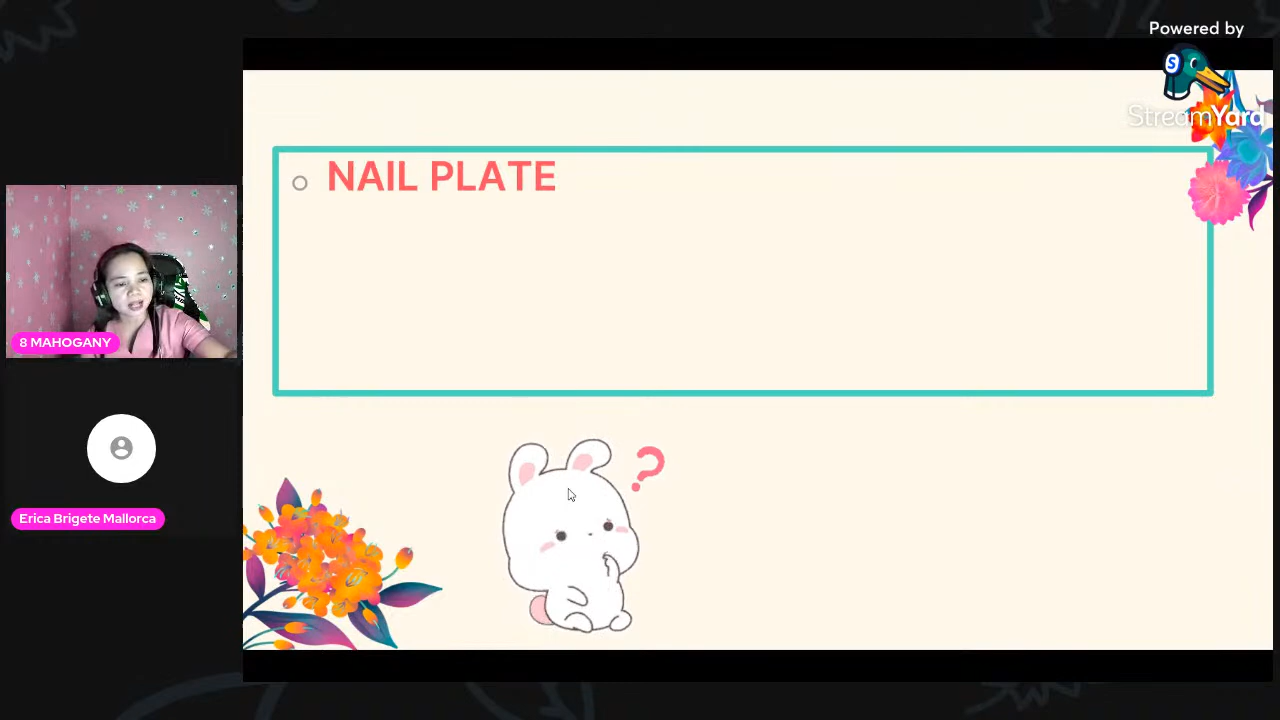 Powered by
StreamYard
NAIL PLATE
8 MAHOGANY
?
Erica Brigete Mallorca